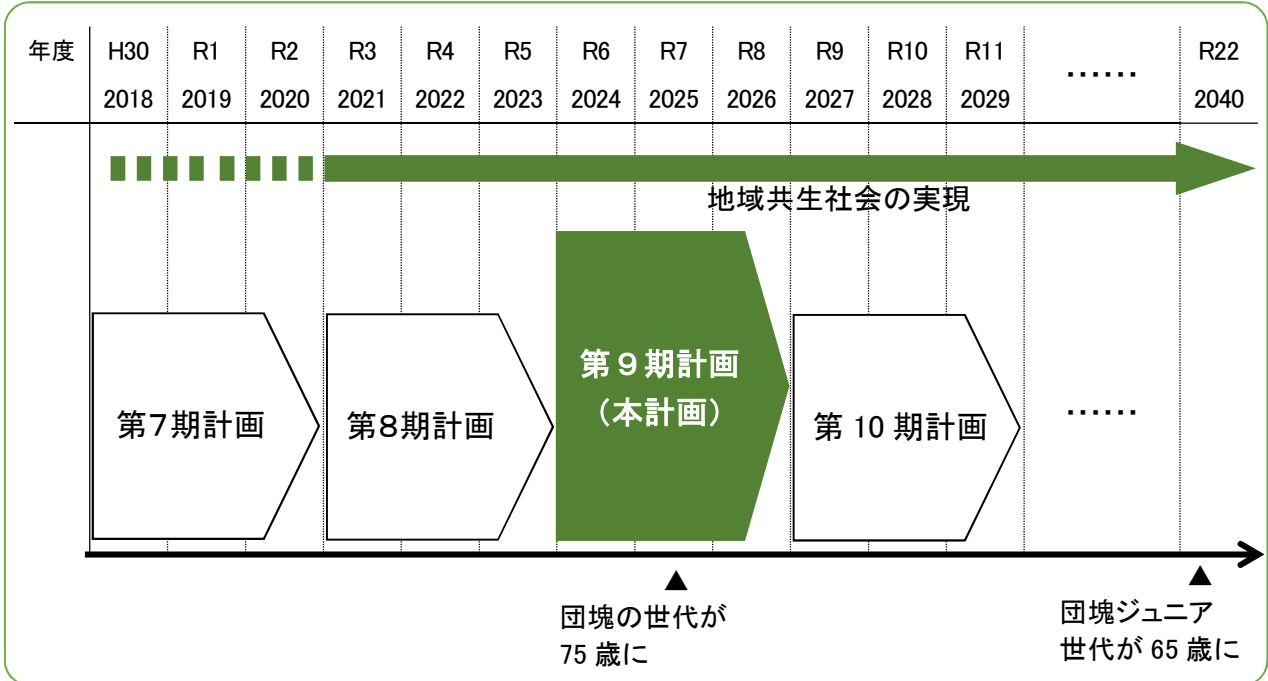 年度 H30 R1 R2 R3 R4 R5 R6 R7 R8 R9 R10 R11 …… R22
2018 2019 2020 2021 2022 2023 2024 2025 2026 2027 2028 2029 2040
地域共生社会の実現
第7期計画
第8期計画
第９期計画
（本計画）
第 10 期計画
……
▲
団塊の世代が
75 歳に
▲
団塊ジュニア
世代が 65 歳に